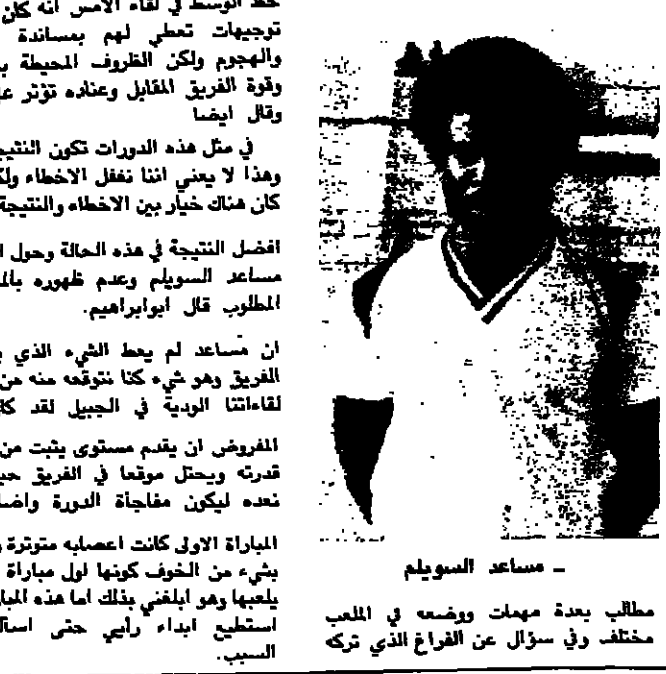 ـ مساعد السويلم
مطالب بعدة مهمات ووضعه في الملعب
مختلف وفي سؤال عن الفراغ الذي تركه
خط الوسط في لقاء الأمس انه كان
توجيهات تعطي لهم بمساندة
والهجوم ولكن الظروف المحيطة
وقوة الفريق المقابل وعناده تؤثر
وقال ايضا
في مثل هذه الدورات تكون
وهذا لا يعني اننا نغفل الاخطاء
كان هناك خيار بين الاخطاء والنتيجة
افضل النتيجة في هذه الحالة وحول
مساعد السويلم وعدم ظهوره
المطلوب قال ابوابراهيم.
ان مساعد لم يعط الشيء الذي
الفريق وهو شيء كنا نتوقعه منه من
لقاءاتنا الودية في الجبيل لقد
المفروض ان يقدم مستوى يثبت من
قدرته ويحتل موقعا في الفريق
نعده ليكون مفاجأة الدورة
المباراة الاولى كانت اعصابه متوترة
بشيء من الخوف كونها اول مباراة
يلعبها وهو ابلغني بذلك اما هذه
استطيع ابداء رأيي حتى
السبب.